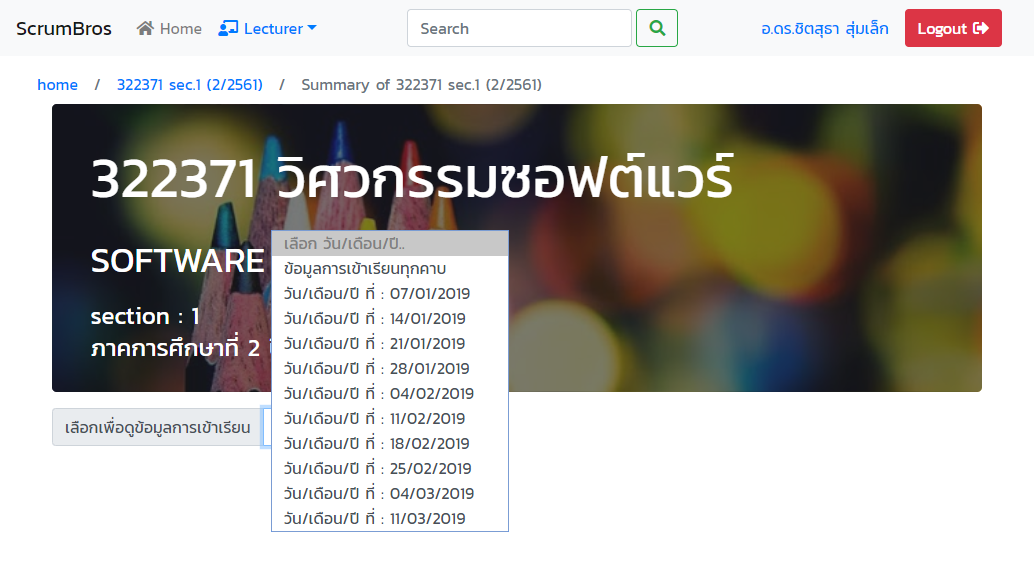 ScrumBros Home Lecturer Search อ.ดร.ชิตสุธา สุ่มเล็ก Logout
home / 322371 sec.1 (2/2561) / Summary of 322371 sec.1 (2/2561)
322371 วิศวกรรมซอฟต์แวร์
SOFTWARE
section : 1
ภาคการศึกษาที่ 2
เลือกเพื่อดูข้อมูลการเข้าเรียน
เลือก วัน/เดือน/ปี..
ข้อมูลการเข้าเรียนทุกคาบ
วัน/เดือน/ปี ที่ : 07/01/2019
วัน/เดือน/ปี ที่ : 14/01/2019
วัน/เดือน/ปี ที่ : 21/01/2019
วัน/เดือน/ปี ที่ : 28/01/2019
วัน/เดือน/ปี ที่ : 04/02/2019
วัน/เดือน/ปี ที่ : 11/02/2019
วัน/เดือน/ปี ที่ : 18/02/2019
วัน/เดือน/ปี ที่ : 25/02/2019
วัน/เดือน/ปี ที่ : 04/03/2019
วัน/เดือน/ปี ที่ : 11/03/2019